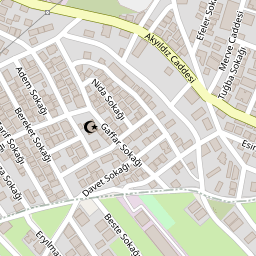 Efeler Sokağı
Merve Caddesi
Tuğba Sokağı
Akyıldız Caddesi
Nida Sokağı
Adem Sokağı
Bereket Sokağı
Gaffar Sokağı
Davet Sokağı
Beste Sokağı